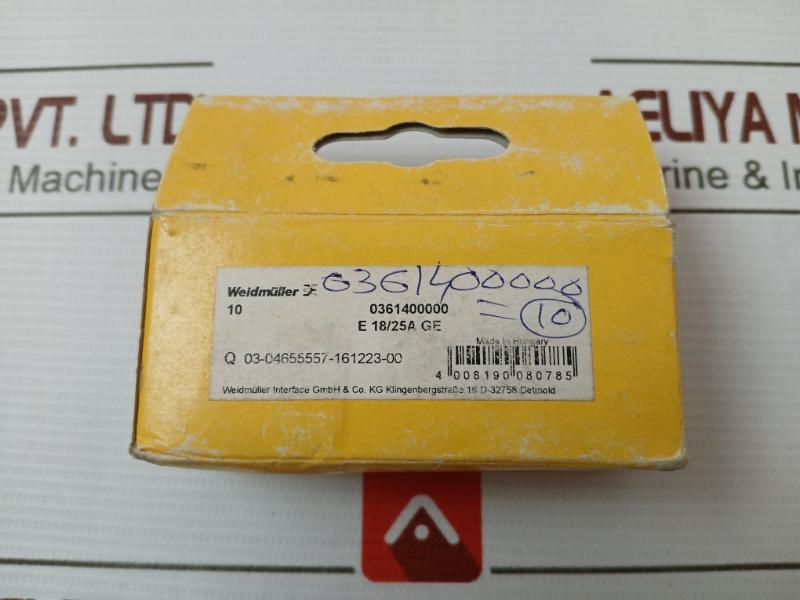 PVT. LTD
AELIYA M
Machine
rine & In
Weidmüller 0361400000
10 0361400000 = 10
E 18/25A GE
Made in Hungary
Q 03-04655557-161223-00
4 008190 080785
Weidmüller Interface GmbH & Co. KG Klingenbergstraße 16 D-32758 Detmold